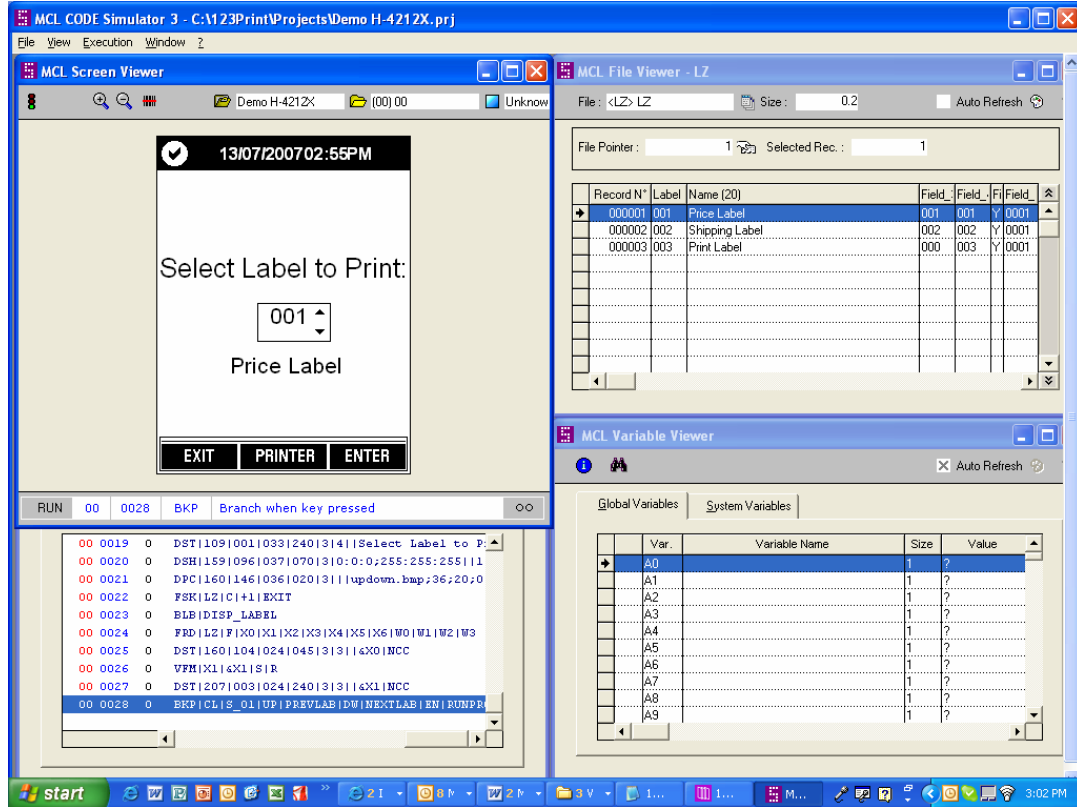 MCL CODE Simulator 3 - C:\123Print\Projects\Demo H-4212X.prj
File View Execution Window ?
MCL Screen Viewer
Demo H-4212X (00) 00 Unknow
13/07/200702:55PM
Select Label to Print:
001
Price Label
EXIT PRINTER ENTER
RUN 00 0028 BKP Branch when key pressed
00 0019 0 DST|109|001|033|240|3|4||Select Label to P:
00 0020 0 DSH|159|096|037|070|3|0:0:0;255:255:255||1
00 0021 0 DPC|160|146|036|020|3|||updown.bmp;36;20;0
00 0022 0 FSK|LZ|C|+1|EXIT
00 0023 0 BLB|DISP_LABEL
00 0024 0 FRD|LZ|F|X0|X1|X2|X3|X4|X5|X6|W0|W1|W2|W3
00 0025 0 DST|160|104|024|045|3|3||&X0|NCC
00 0026 0 VFM|X1|&X1|S|R
00 0027 0 DST|207|003|024|240|3|3||&X1|NCC
00 0028 0 BKP|CL|S_01|UP|PREVLAB|DW|NEXTLAB|EN|RUNPR
MCL File Viewer - LZ
File : <LZ> LZ Size : 0.2 Auto Refresh
File Pointer : 1 Selected Rec. : 1
Record N° Label Name (20) Field_ Field_ Fi Field_
000001 001 Price Label 001 001 Y 0001
000002 002 Shipping Label 002 002 Y 0001
000003 003 Print Label 000 003 Y 0001
MCL Variable Viewer
Auto Refresh
Global Variables System Variables
Var. Variable Name Size Value
A0 1 ?
A1 1 ?
A2 1 ?
A3 1 ?
A4 1 ?
A5 1 ?
A6 1 ?
A7 1 ?
A8 1 ?
A9 1 ?
start 2 I 8 2 3 1... 1... M... 3:02 PM